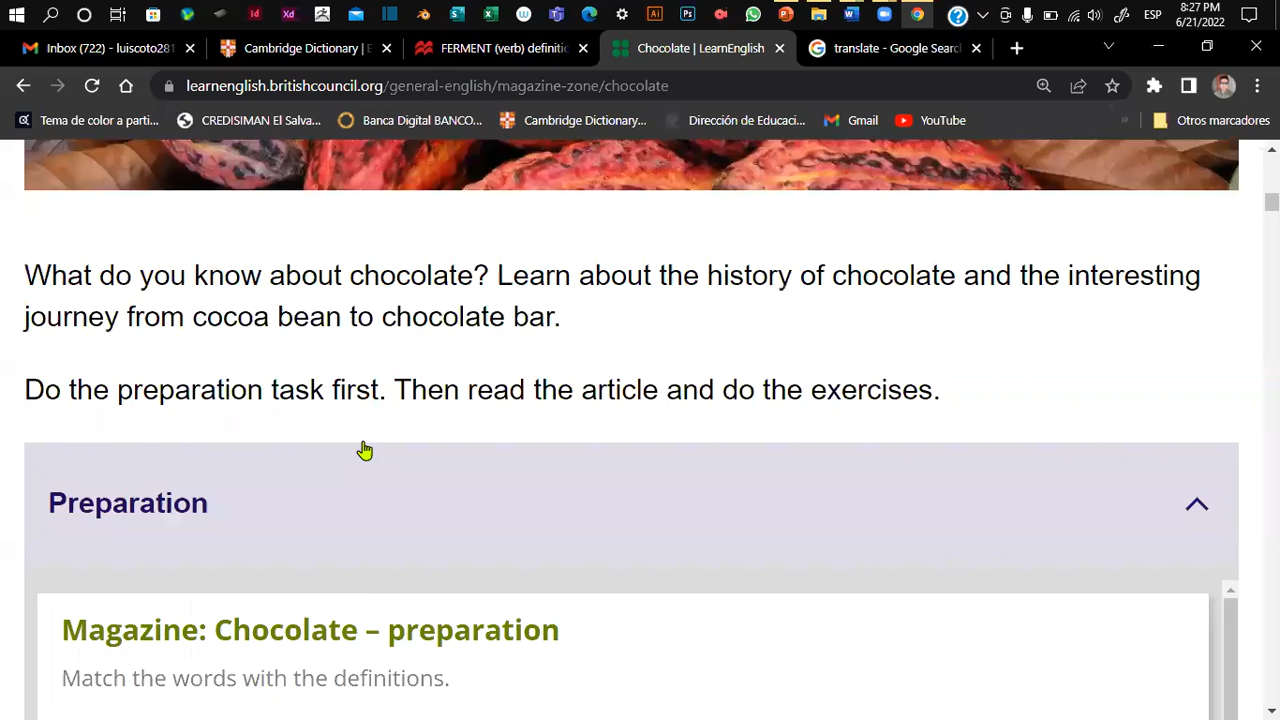 ESP
8:27 PM
6/21/2022
Inbox (722) - luiscoto281
Cambridge Dictionary | E
FERMENT (verb) definitic
Chocolate | LearnEnglish
translate - Google Searc
learnenglish.britishcouncil.org/general-english/magazine-zone/chocolate
Tema de color a parti...
CREDISIMAN El Salva...
Banca Digital BANCO...
Cambridge Dictionary...
Dirección de Educaci...
Gmail
YouTube
Otros marcadores
What do you know about chocolate? Learn about the history of chocolate and the interesting
journey from cocoa bean to chocolate bar.
Do the preparation task first. Then read the article and do the exercises.
Preparation
Magazine: Chocolate – preparation
Match the words with the definitions.